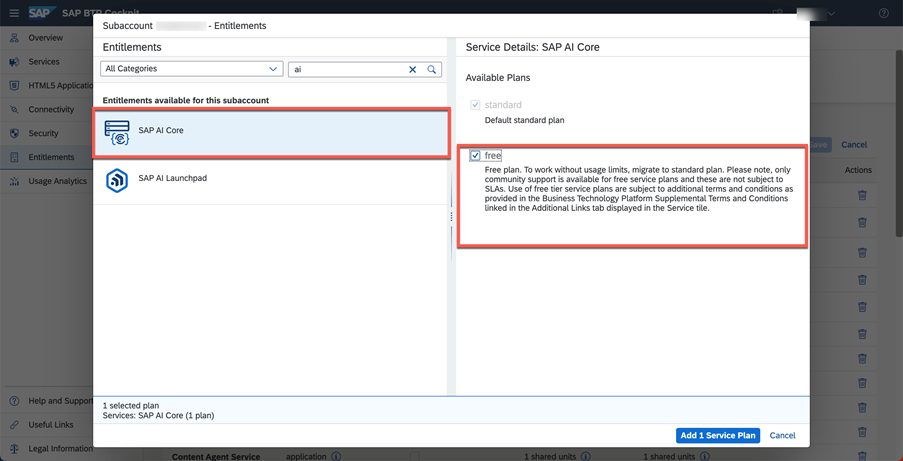 SAP
SAP BTP Cockpit
Overview
Services
HTML5 Applicatio
Connectivity
Security
Entitlements
Usage Analytics
Help and Support
Useful Links
Legal Information
Subaccount - Entitlements
Entitlements
All Categories
ai
Entitlements available for this subaccount
SAP AI Core
SAP AI Launchpad
Service Details: SAP AI Core
Available Plans
standard
Default standard plan
free
Free plan. To work without usage limits, migrate to standard plan. Please note, only
community support is available for free service plans and these are not subject to
SLAs. Use of free tier service plans are subject to additional terms and conditions as
provided in the Business Technology Platform Supplemental Terms and Conditions
linked in the Additional Links tab displayed in the Service tile.
1 selected plan
Services: SAP AI Core (1 plan)
Add 1 Service Plan
Cancel
Save
Cancel
Actions
Content Agent Service
application
1 shared units
1 shared units